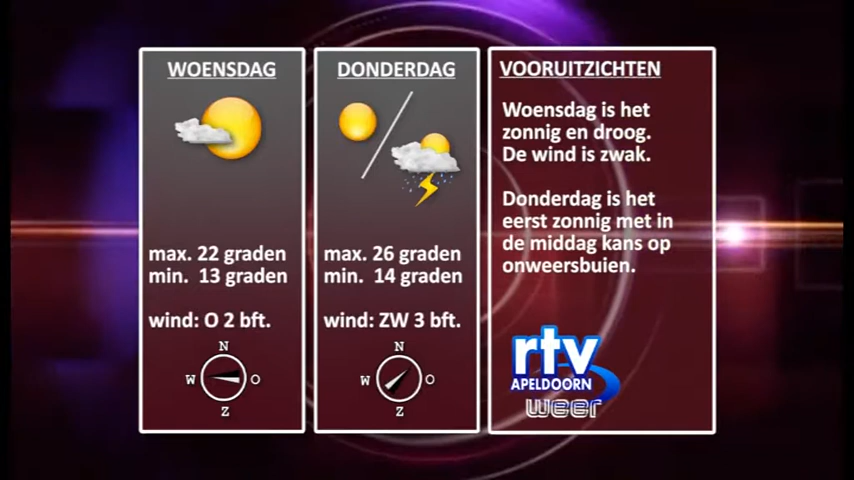 WOENSDAG
max. 22 graden
min. 13 graden
wind: O 2 bft.
N
W O
Z
DONDERDAG
max. 26 graden
min. 14 graden
wind: ZW 3 bft.
N
W O
Z
VOORUITZICHTEN
Woensdag is het
zonnig en droog.
De wind is zwak.
Donderdag is het
eerst zonnig met in
de middag kans op
onweersbuien.
rtv
APELDOORN
weer